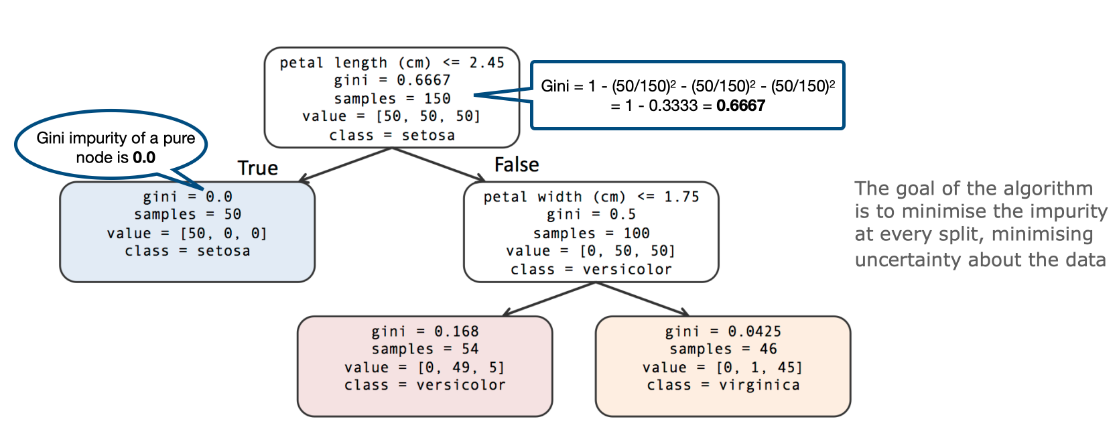 petal length (cm) <= 2.45
gini = 0.6667
samples = 150
value = [50, 50, 50]
class = setosa
Gini = 1 - (50/150)² - (50/150)² - (50/150)²
= 1 - 0.3333 = 0.6667
Gini impurity of a pure
node is 0.0
True
False
gini = 0.0
samples = 50
value = [50, 0, 0]
class = setosa
petal width (cm) <= 1.75
gini = 0.5
samples = 100
value = [0, 50, 50]
class = versicolor
The goal of the algorithm
is to minimise the impurity
at every split, minimising
uncertainty about the data
gini = 0.168
samples = 54
value = [0, 49, 5]
class = versicolor
gini = 0.0425
samples = 46
value = [0, 1, 45]
class = virginica